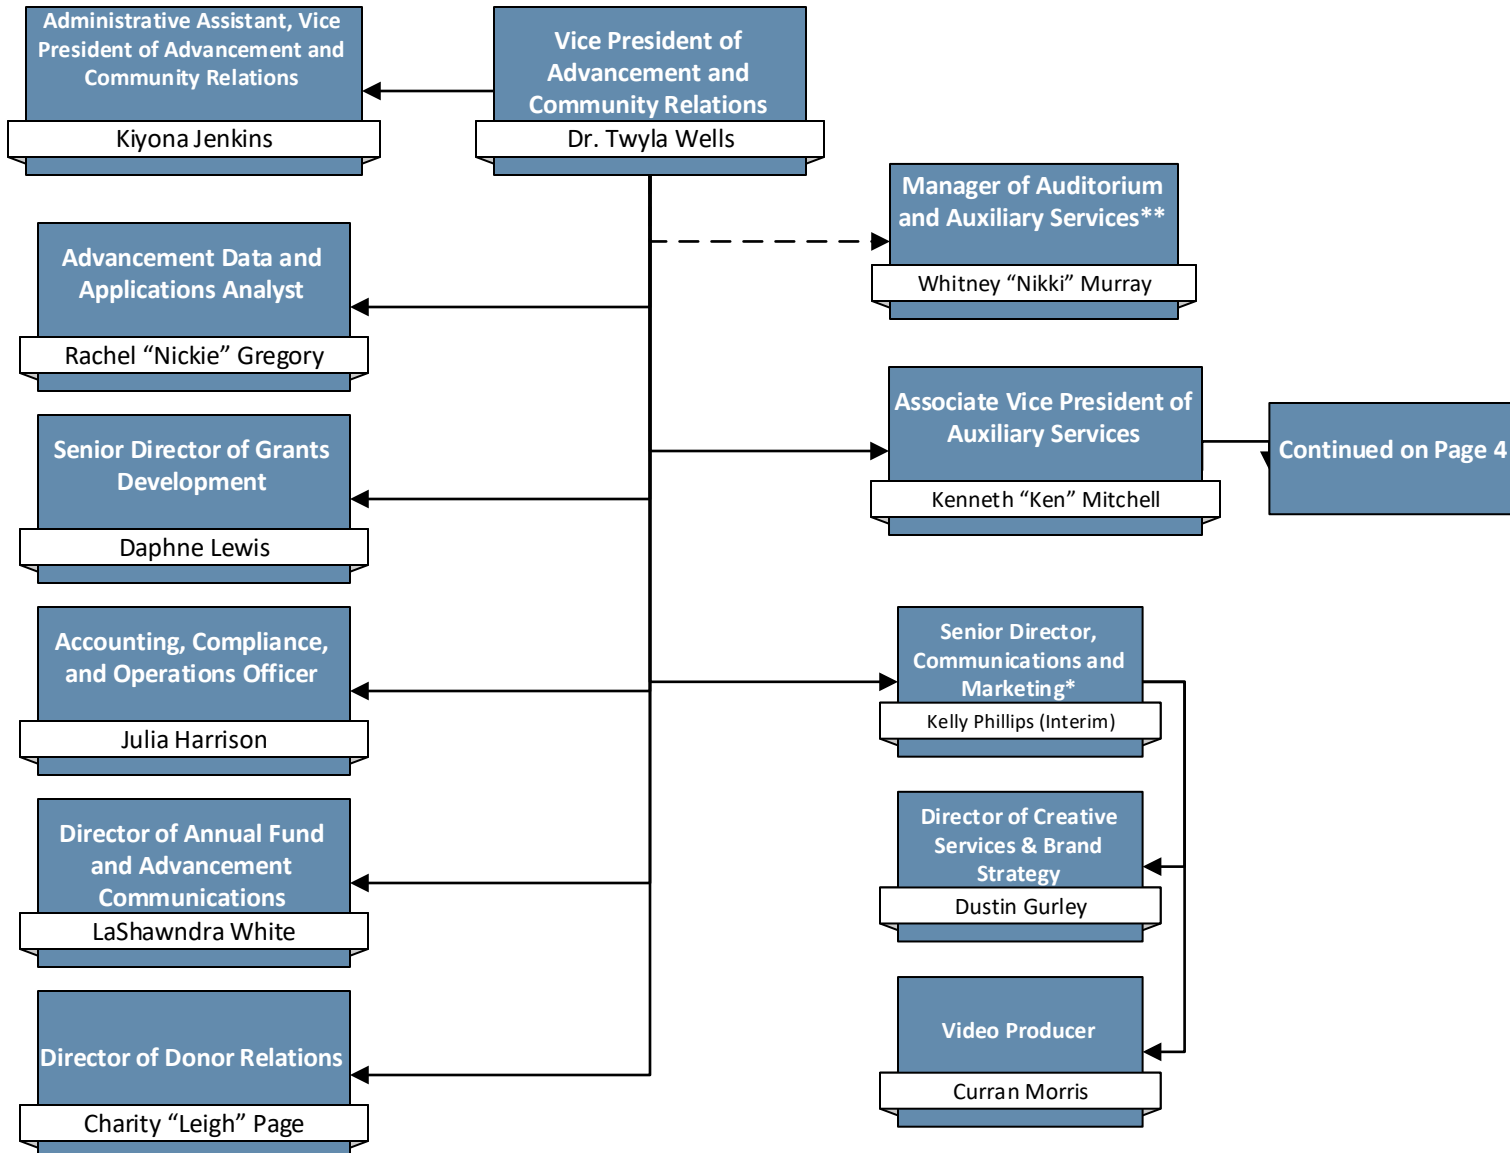 Administrative Assistant, Vice
President of Advancement and
Community Relations
Kiyona Jenkins
Vice President of
Advancement and
Community Relations
Dr. Twyla Wells
Manager of Auditorium
and Auxiliary Services**
Whitney “Nikki” Murray
Advancement Data and
Applications Analyst
Rachel “Nickie” Gregory
Associate Vice President of
Auxiliary Services
Kenneth “Ken” Mitchell
Continued on Page 4
Senior Director of Grants
Development
Daphne Lewis
Accounting, Compliance,
and Operations Officer
Julia Harrison
Senior Director,
Communications and
Marketing*
Kelly Phillips (Interim)
Director of Annual Fund
and Advancement
Communications
LaShawndra White
Director of Creative
Services & Brand
Strategy
Dustin Gurley
Director of Donor Relations
Charity “Leigh” Page
Video Producer
Curran Morris